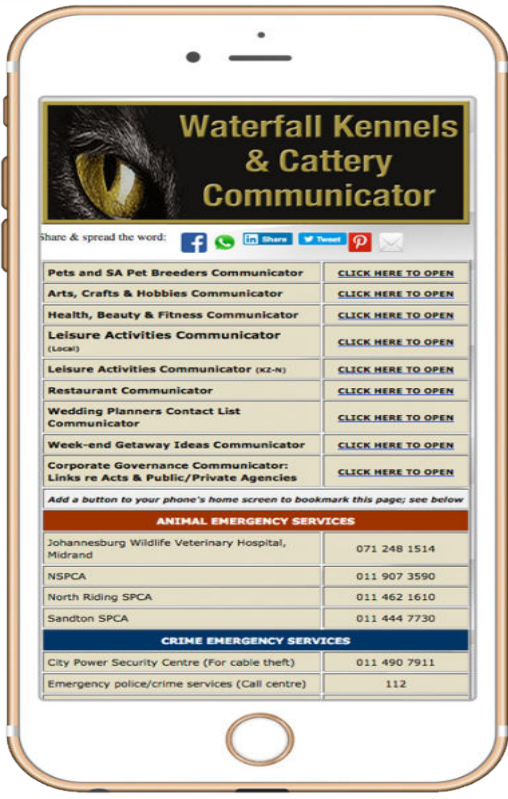 Waterfall Kennels
& Cattery
Communicator
Share & spread the word:
in Share
Tweet
Pets and SA Pet Breeders Communicator CLICK HERE TO OPEN
Arts, Crafts & Hobbies Communicator CLICK HERE TO OPEN
Health, Beauty & Fitness Communicator CLICK HERE TO OPEN
Leisure Activities Communicator
(Local) CLICK HERE TO OPEN
Leisure Activities Communicator (KZ-N) CLICK HERE TO OPEN
Restaurant Communicator CLICK HERE TO OPEN
Wedding Planners Contact List
Communicator CLICK HERE TO OPEN
Week-end Getaway Ideas Communicator CLICK HERE TO OPEN
Corporate Governance Communicator:
Links re Acts & Public/Private Agencies CLICK HERE TO OPEN
Add a button to your phone's home screen to bookmark this page; see below
ANIMAL EMERGENCY SERVICES
Johannesburg Wildlife Veterinary Hospital,
Midrand 071 248 1514
NSPCA 011 907 3590
North Riding SPCA 011 462 1610
Sandton SPCA 011 444 7730
CRIME EMERGENCY SERVICES
City Power Security Centre (For cable theft) 011 490 7911
Emergency police/crime services (Call centre) 112